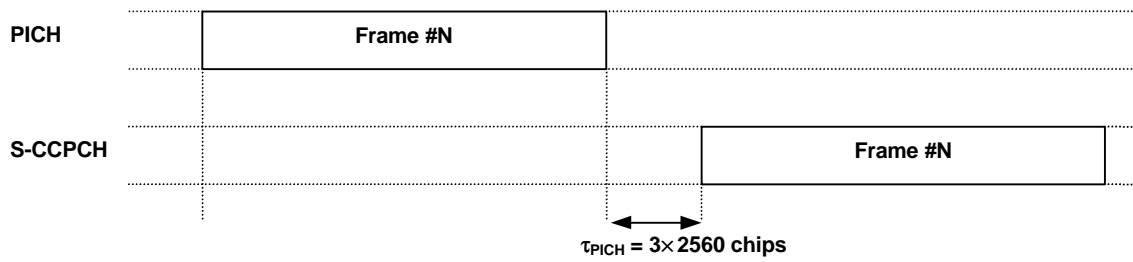 PICH Frame #N
S-CCPCH Frame #N
τPICH = 3×2560 chips